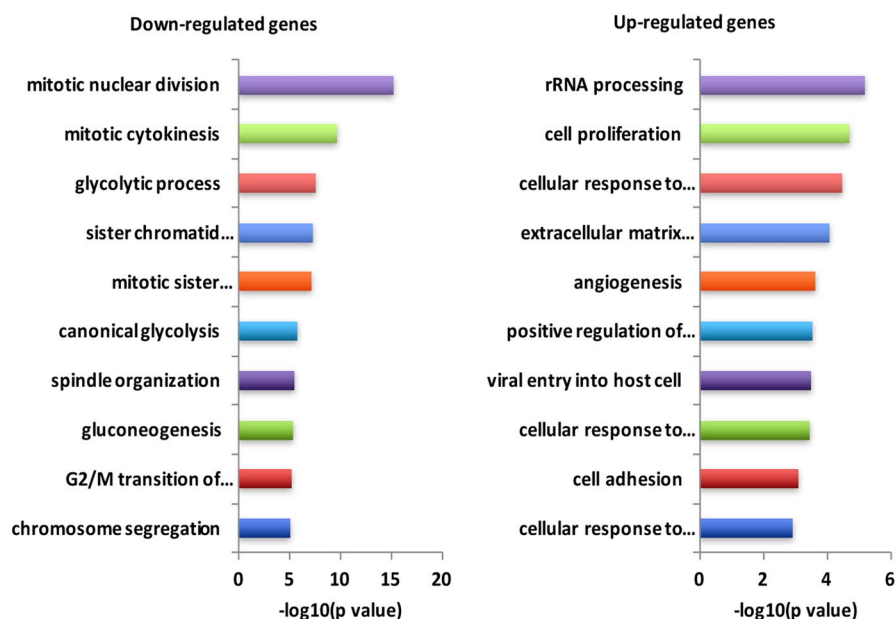 Down-regulated genes
mitotic nuclear division
mitotic cytokinesis
glycolytic process
sister chromatid...
mitotic sister...
canonical glycolysis
spindle organization
gluconeogenesis
G2/M transition of...
chromosome segregation
0 5 10 15 20
-log10(p value)
Up-regulated genes
rRNA processing
cell proliferation
cellular response to...
extracellular matrix...
angiogenesis
positive regulation of...
viral entry into host cell
cellular response to...
cell adhesion
cellular response to...
0 2 4 6
-log10(p value)